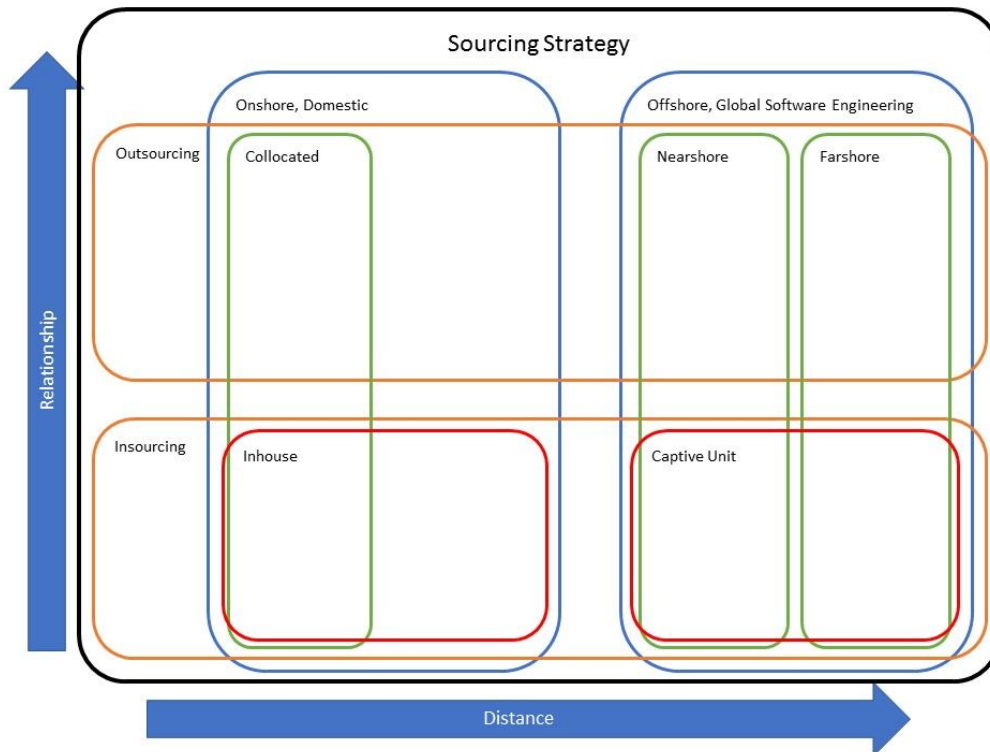 Sourcing Strategy
Onshore, Domestic
Offshore, Global Software Engineering
Outsourcing
Collocated
Nearshore
Farshore
Relationship
Insourcing
Inhouse
Captive Unit
Distance